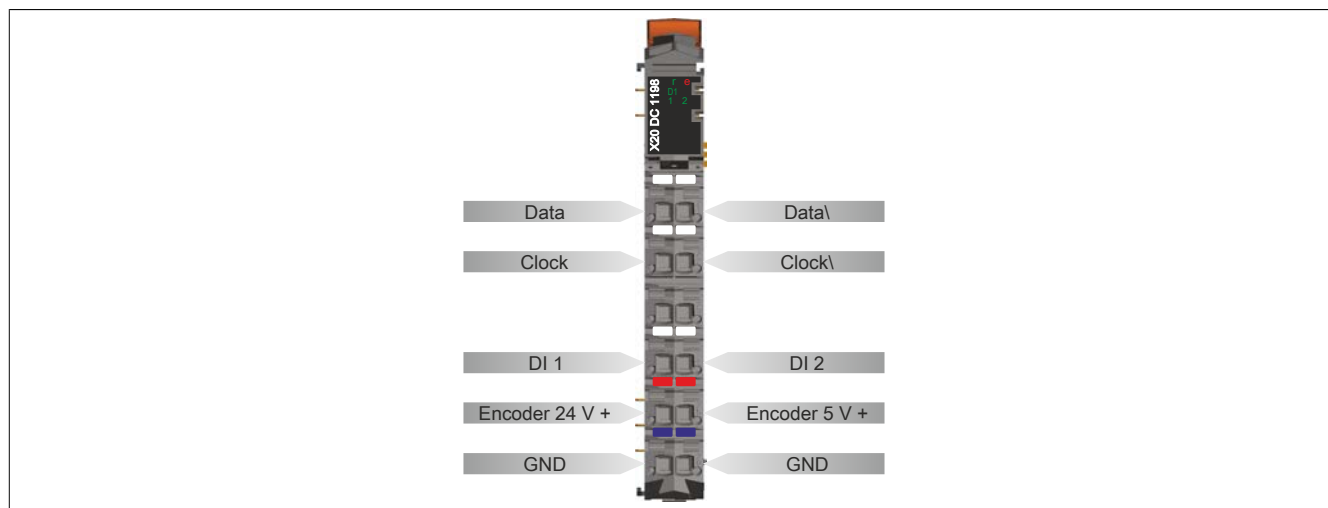 X20 DC 1198
r e
D1
1 2
Data Data\
Clock Clock\
DI 1 DI 2
Encoder 24 V + Encoder 5 V +
GND GND